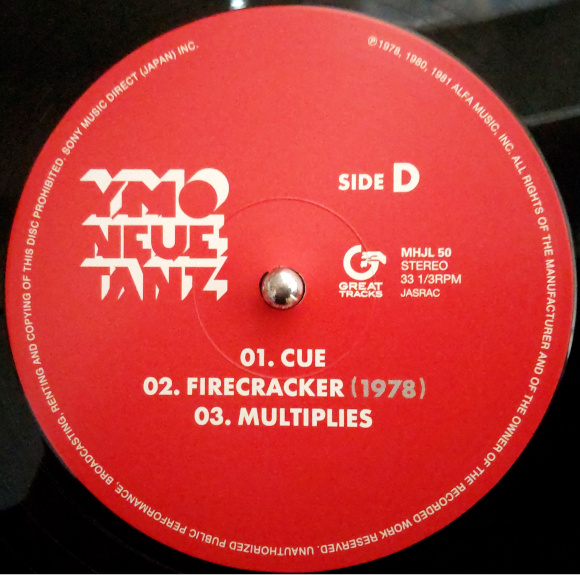 SONY MUSIC DIRECT (JAPAN) INC.
℗1978, 1980, 1981 ALFA MUSIC, INC. ALL RIGHTS OF THE MANUFACTURER AND OF THE OWNER OF THE RECORDED WORK RESERVED. UNAUTHORIZED PUBLIC PERFORMANCE, BROADCASTING, RENTING AND COPYING OF THIS DISC PROHIBITED.
YMO
NEUE
TANZ
SIDE D
GREAT
TRACKS
MHJL 50
STEREO
33 1/3RPM
JASRAC
01. CUE
02. FIRECRACKER (1978)
03. MULTIPLIES